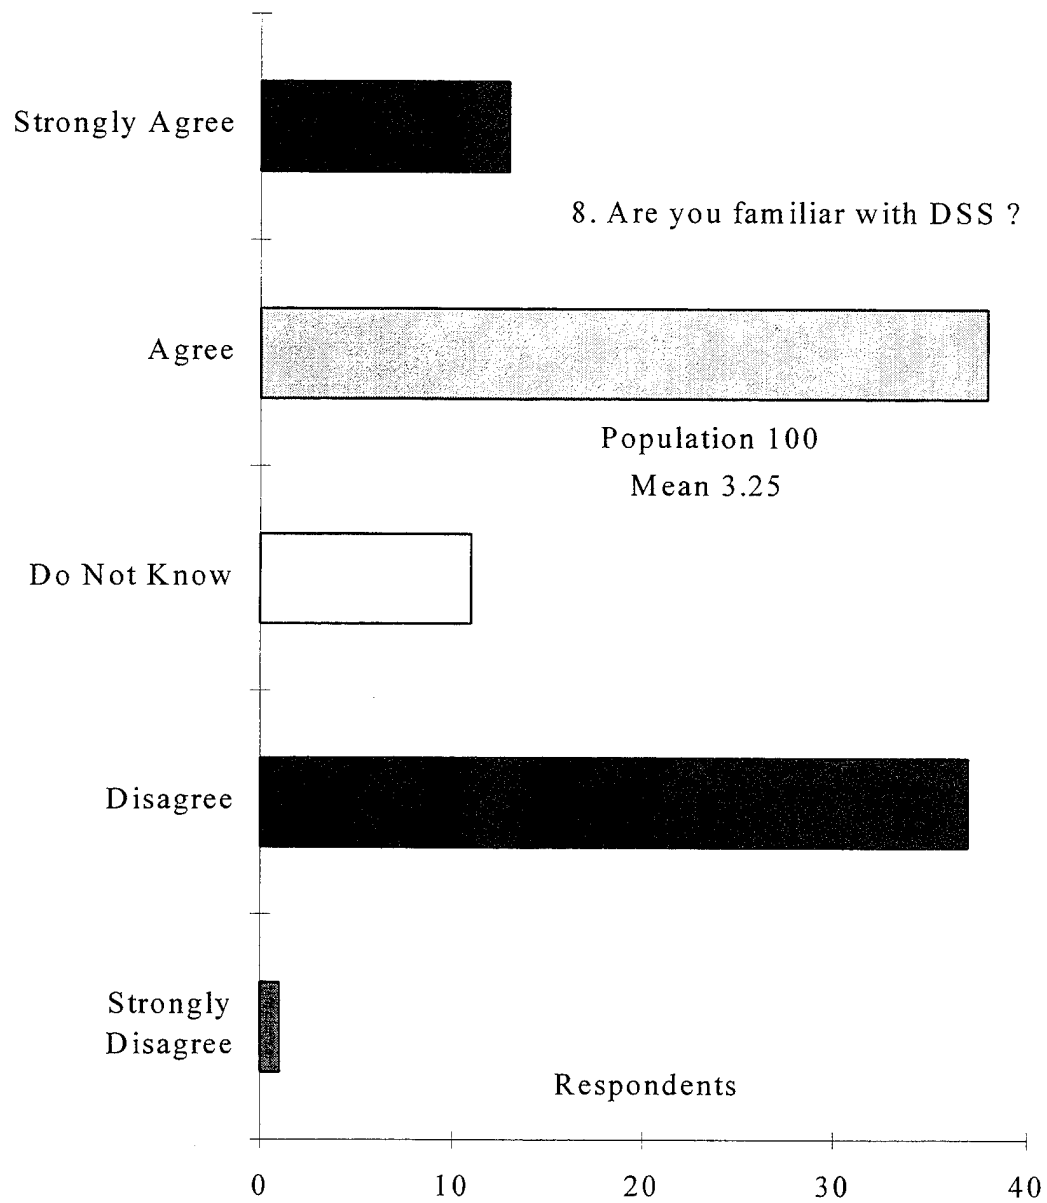 Strongly Agree
8. Are you familiar with DSS ?
Agree
Population 100
Mean 3.25
Do Not Know
Disagree
Strongly
Disagree
Respondents
0 10 20 30 40